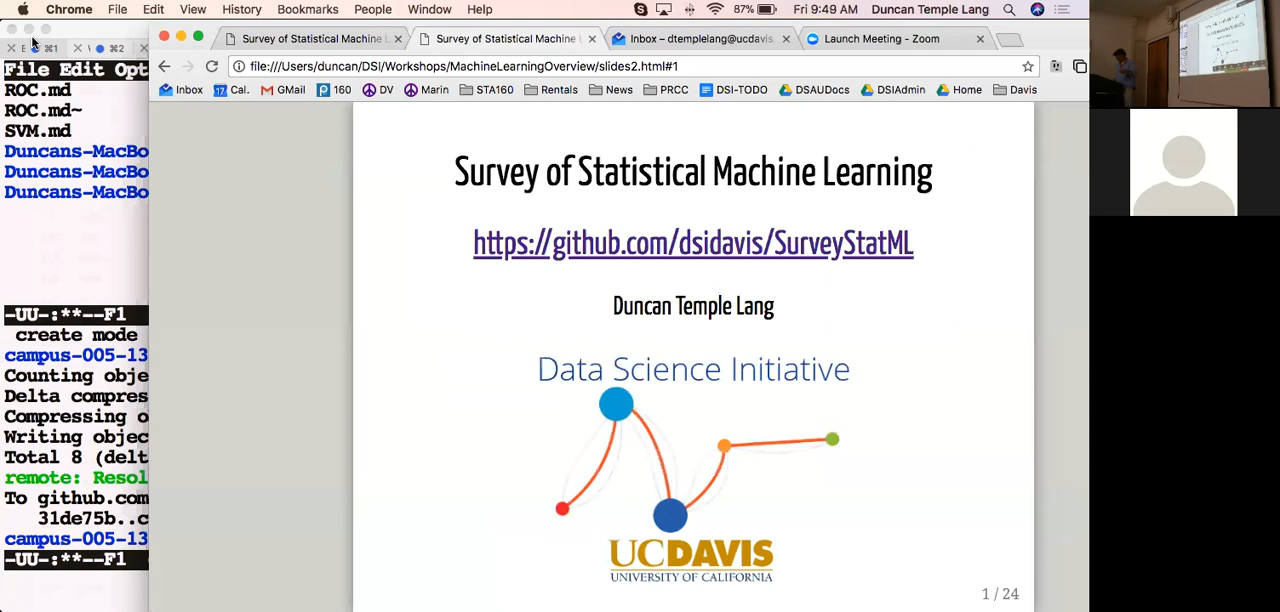 Chrome File Edit View History Bookmarks People Window Help
87% Fri 9:49 AM Duncan Temple Lang
⌘1 ⌘2
Survey of Statistical Machine L
Survey of Statistical Machine
Inbox – dtemplelang@ucdavis.
Launch Meeting - Zoom
file:///Users/duncan/DSI/Workshops/MachineLearningOverview/slides2.html#1
Inbox 17 Cal. GMail 160 DV Marin STA160 Rentals News PRCC DSI-TODO DSAUDocs DSIAdmin Home Davis
File Edit Opt
ROC.md
ROC.md~
SVM.md
Duncans-MacBo
Duncans-MacBo
Duncans-MacBo
-UU-:**--F1
create mode
campus-005-13
Counting obje
Delta compres
Compressing o
Writing objec
Total 8 (delt
remote: Resol
To github.com
31de75b..c
campus-005-13
-UU-:**--F1
Survey of Statistical Machine Learning
https://github.com/dsidavis/SurveyStatML
Duncan Temple Lang
Data Science Initiative
UCDAVIS
UNIVERSITY OF CALIFORNIA
1 / 24